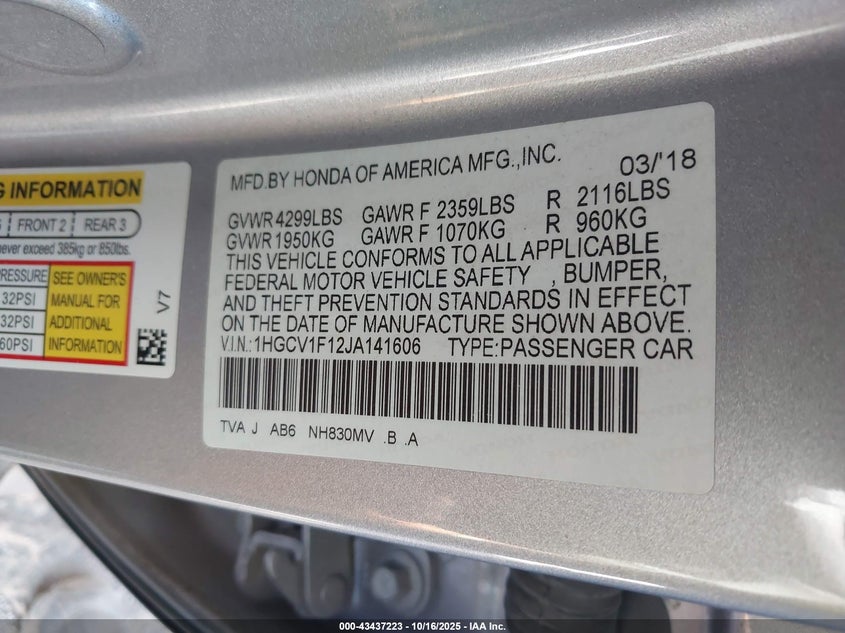 G INFORMATION
FRONT 2 REAR 3
never exceed 385kg or 850lbs.
PRESSURE
32PSI
32PSI
60PSI
SEE OWNER'S
MANUAL FOR
ADDITIONAL
INFORMATION
V7
MFD.BY HONDA OF AMERICA MFG.,INC. 03/'18
GVWR 4299LBS GAWR F 2359LBS R 2116LBS
GVWR 1950KG GAWR F 1070KG R 960KG
THIS VEHICLE CONFORMS TO ALL APPLICABLE
FEDERAL MOTOR VEHICLE SAFETY , BUMPER,
AND THEFT PREVENTION STANDARDS IN EFFECT
ON THE DATE OF MANUFACTURE SHOWN ABOVE.
V.I.N.:1HGCV1F12JA141606 TYPE:PASSENGER CAR
TVA J AB6 NH830MV .B .A
000-43437223 | 10/16/2025 - IAA Inc.